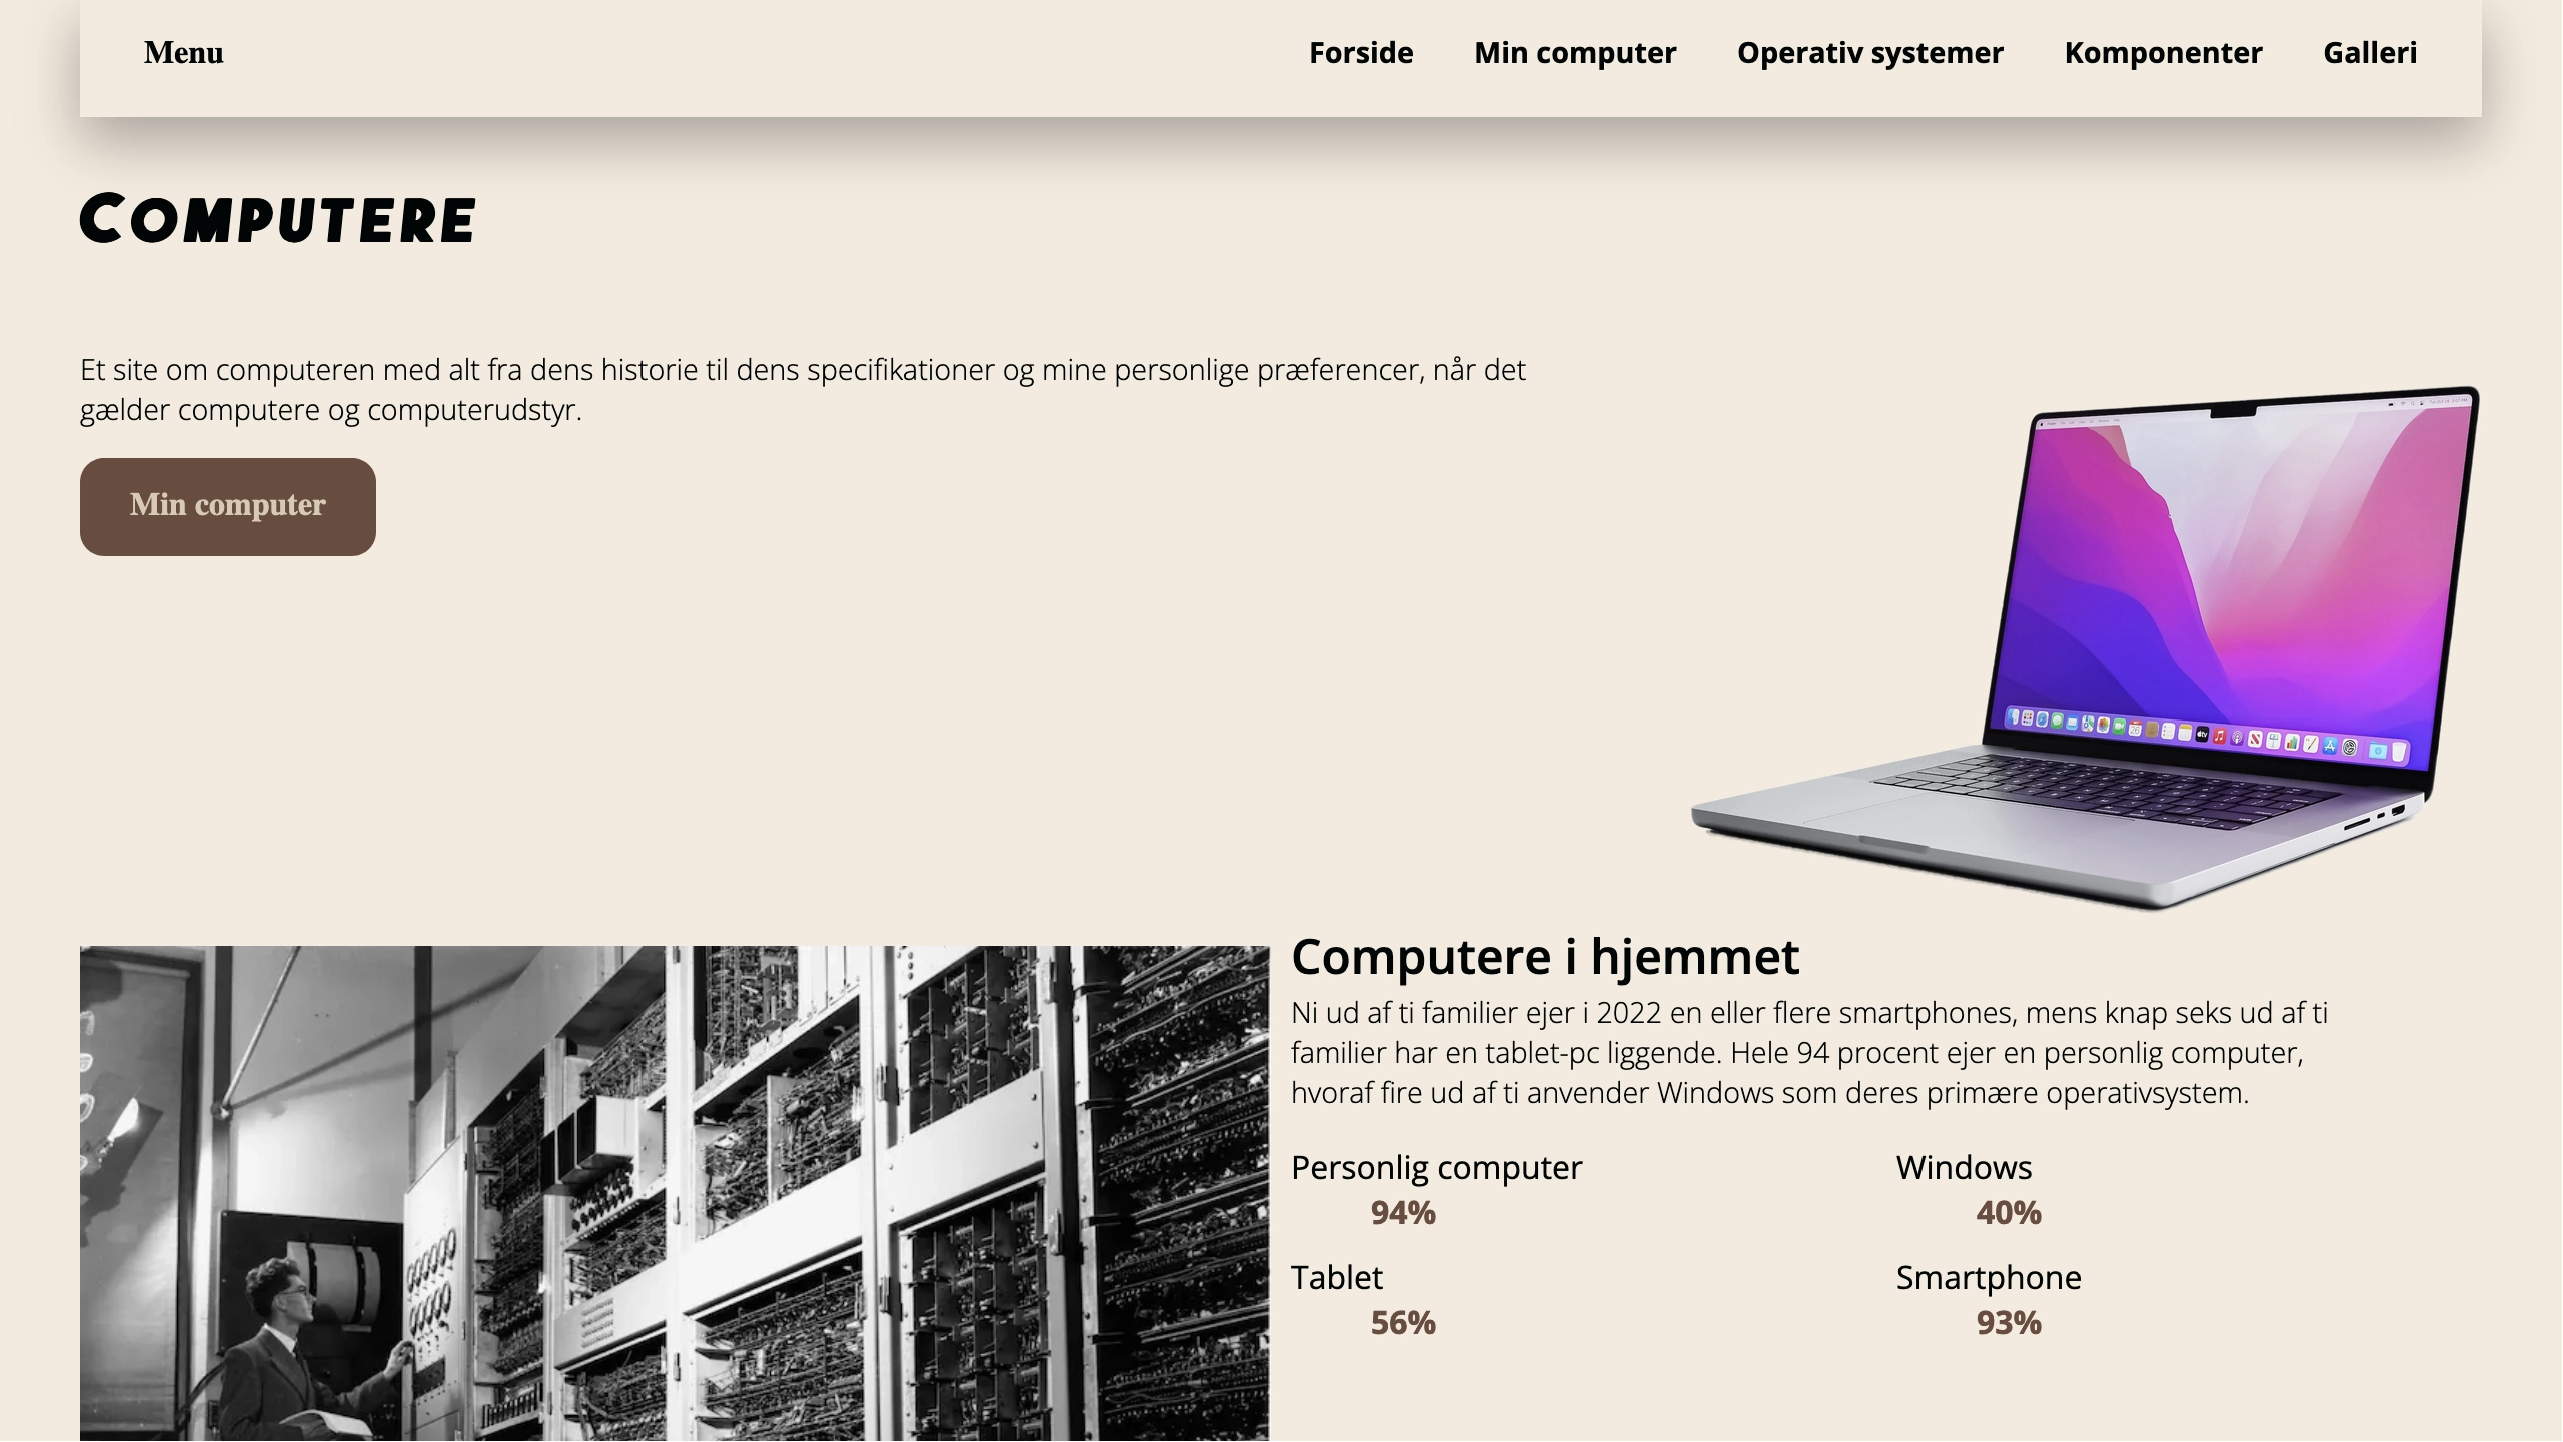 Menu
Forside
Min computer
Operativ systemer
Komponenter
Galleri
COMPUTERE
Et site om computeren med alt fra dens historie til dens specifikationer og mine personlige præferencer, når det
gælder computere og computerudstyr.
Min computer
Computere i hjemmet
Ni ud af ti familier ejer i 2022 en eller flere smartphones, mens knap seks ud af ti
familier har en tablet-pc liggende. Hele 94 procent ejer en personlig computer,
hvoraf fire ud af ti anvender Windows som deres primære operativsystem.
Personlig computer
94%
Windows
40%
Tablet
56%
Smartphone
93%